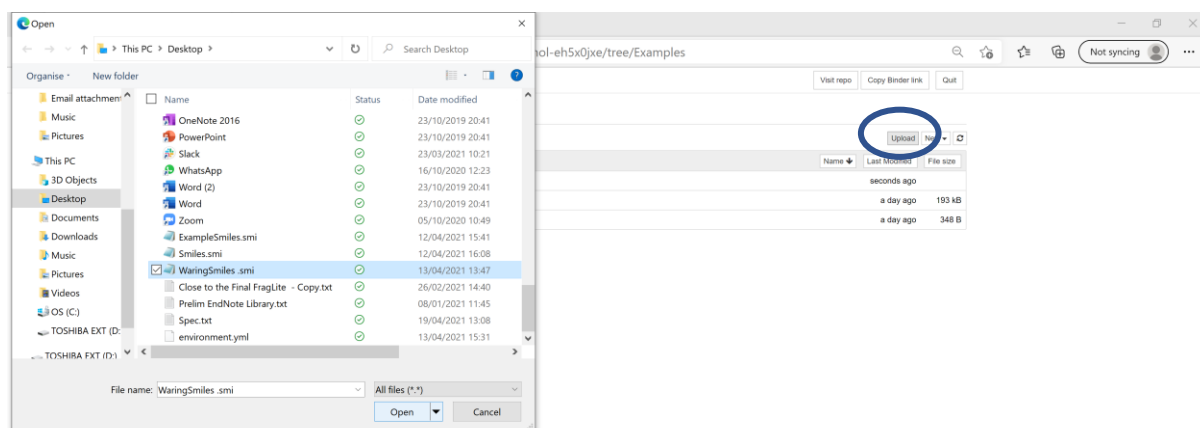 Open
This PC > Desktop >
Search Desktop
nol-eh5x0jxe/tree/Examples
Not syncing
Organise
New folder
Visit repo
Copy Binder link
Quit
Name
Status
Date modified
Email attachment
Music
Pictures
This PC
3D Objects
Desktop
Documents
Downloads
Music
Pictures
Videos
OS (C:)
TOSHIBA EXT (D:
TOSHIBA EXT (D:)
OneNote 2016 23/10/2019 20:41
PowerPoint 23/10/2019 20:41
Slack 23/03/2021 10:21
WhatsApp 16/10/2020 12:23
Word (2) 23/10/2019 20:41
Word 23/10/2019 20:41
Zoom 05/10/2020 10:49
ExampleSmiles.smi 12/04/2021 15:41
Smiles.smi 12/04/2021 16:08
WaringSmiles .smi 13/04/2021 13:47
Close to the Final FragLite - Copy.txt 26/02/2021 14:40
Prelim EndNote Library.txt 08/01/2021 11:45
Spec.txt 19/04/2021 13:08
environment.yml 13/04/2021 15:31
File name: WaringSmiles .smi
All files (*.*)
Open
Cancel
Upload
Name
Last Modified
File size
seconds ago
a day ago 193 kB
a day ago 348 B